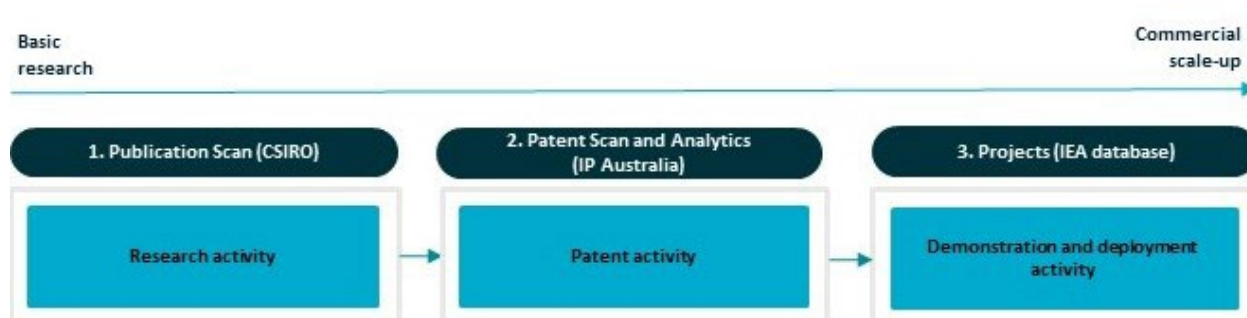 Basic
research
Commercial
scale-up
1. Publication Scan (CSIRO)
2. Patent Scan and Analytics
(IP Australia)
3. Projects (IEA database)
Research activity
Patent activity
Demonstration and deployment
activity